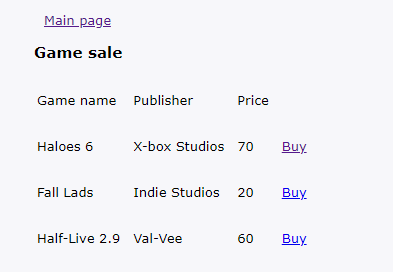 Main page
Game sale
Game name Publisher Price
Haloes 6 X-box Studios 70 Buy
Fall Lads Indie Studios 20 Buy
Half-Live 2.9 Val-Vee 60 Buy